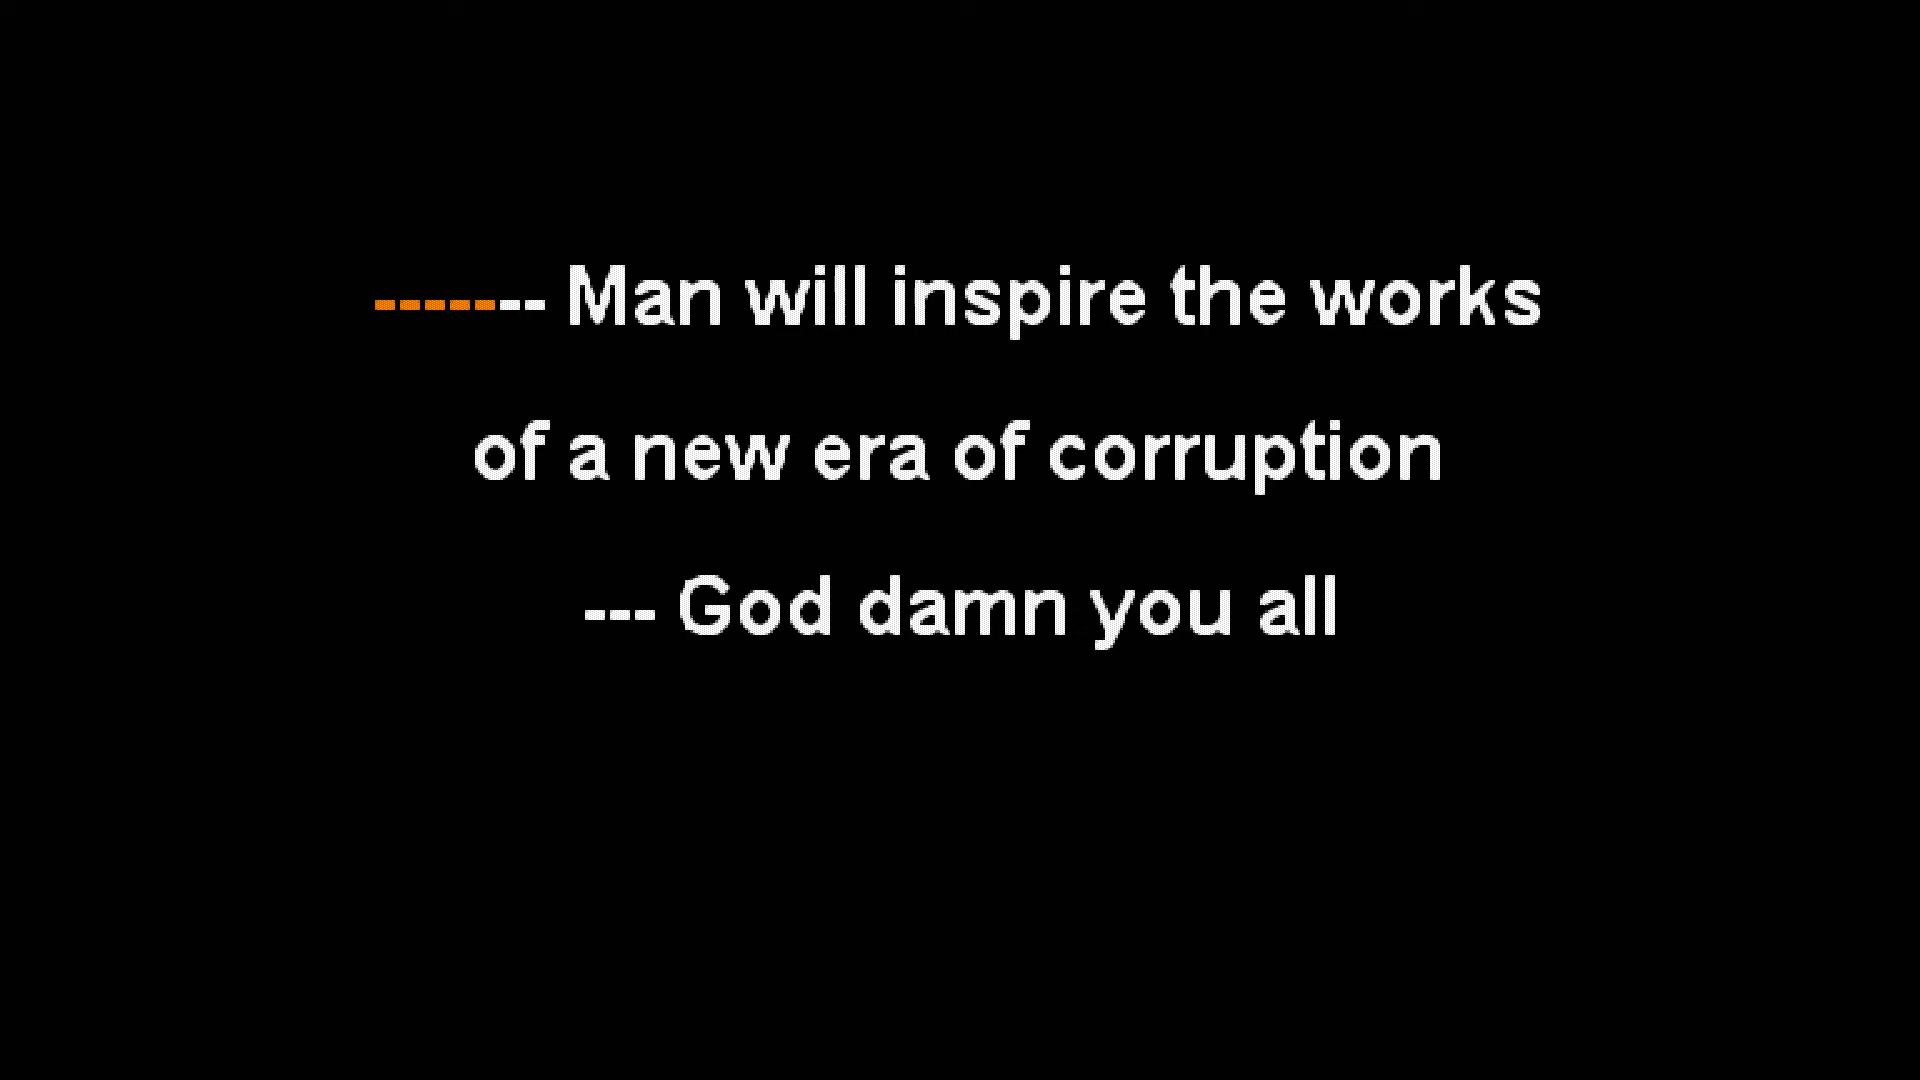 ------- Man will inspire the works
of a new era of corruption
--- God damn you all